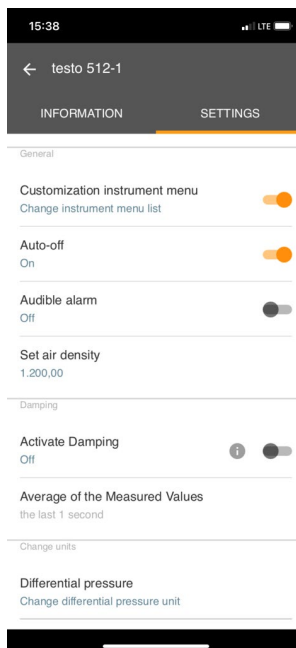 15:38
LTE
testo 512-1
INFORMATION SETTINGS
General
Customization instrument menu
Change instrument menu list
Auto-off
On
Audible alarm
Off
Set air density
1.200,00
Damping
Activate Damping
Off
Average of the Measured Values
the last 1 second
Change units
Differential pressure
Change differential pressure unit